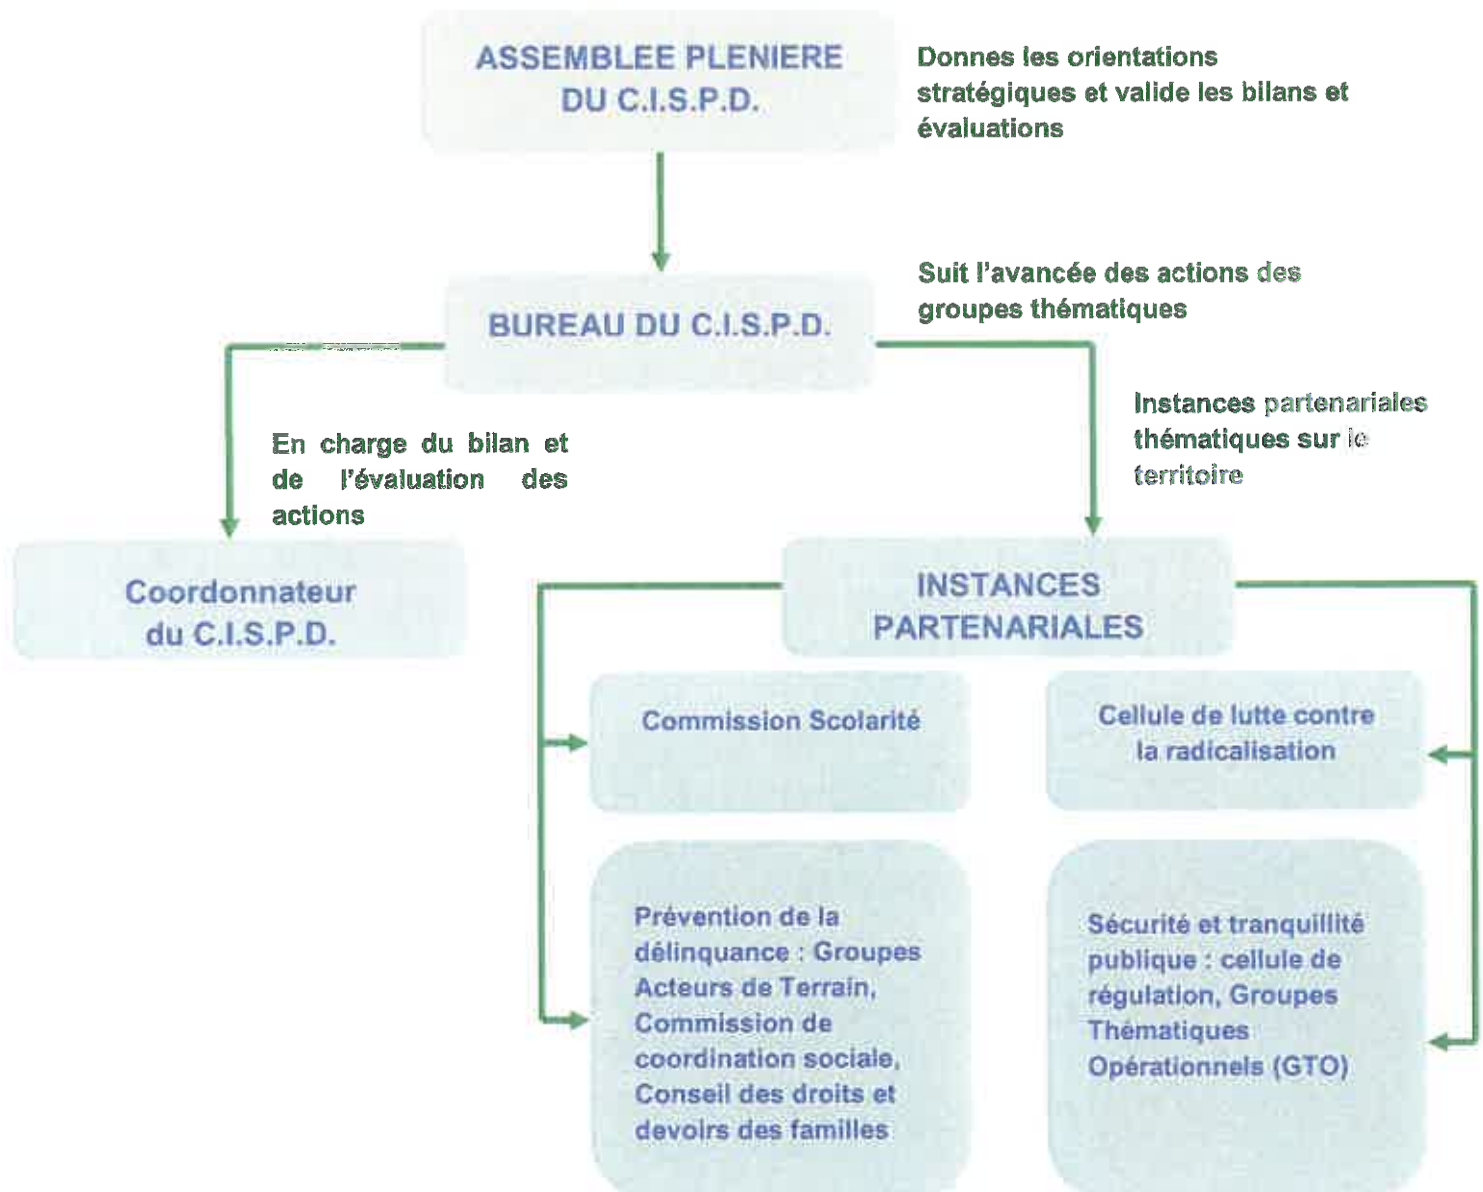 ASSEMBLEE PLENIERE
DU C.I.S.P.D.
Donnes les orientations
stratégiques et valide les bilans et
évaluations
BUREAU DU C.I.S.P.D.
Suit l'avancée des actions des
groupes thématiques
En charge du bilan et
de l'évaluation des
actions
Instances partenariales
thématiques sur le
territoire
Coordonnateur
du C.I.S.P.D.
INSTANCES
PARTENARIALES
Commission Scolarité
Cellule de lutte contre
la radicalisation
Prévention de la
délinquance : Groupes
Acteurs de Terrain,
Commission de
coordination sociale,
Conseil des droits et
devoirs des familles
Sécurité et tranquillité
publique : cellule de
régulation, Groupes
Thématiques
Opérationnels (GTO)